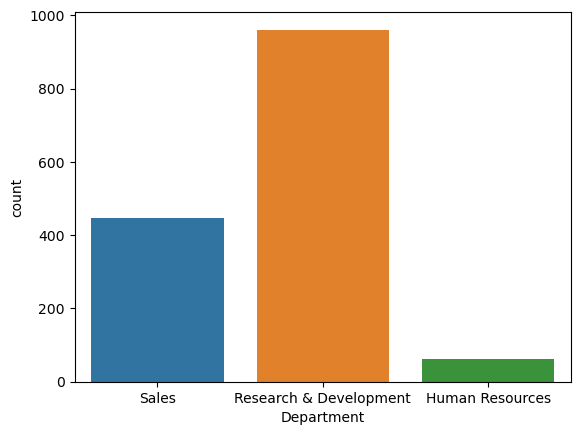 1000
800
600
400
200
0
count
Sales
Research & Development
Human Resources
Department